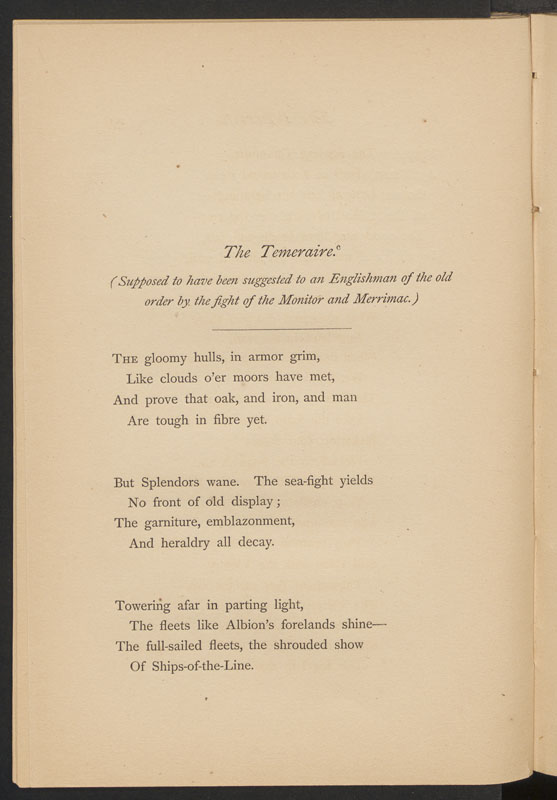 The Temeraire.c
(Supposed to have been suggested to an Englishman of the old
order by the fight of the Monitor and Merrimac.)
THE gloomy hulls, in armor grim,
Like clouds o'er moors have met,
And prove that oak, and iron, and man
Are tough in fibre yet.
But Splendors wane. The sea-fight yields
No front of old display;
The garniture, emblazonment,
And heraldry all decay.
Towering afar in parting light,
The fleets like Albion's forelands shine—
The full-sailed fleets, the shrouded show
Of Ships-of-the-Line.